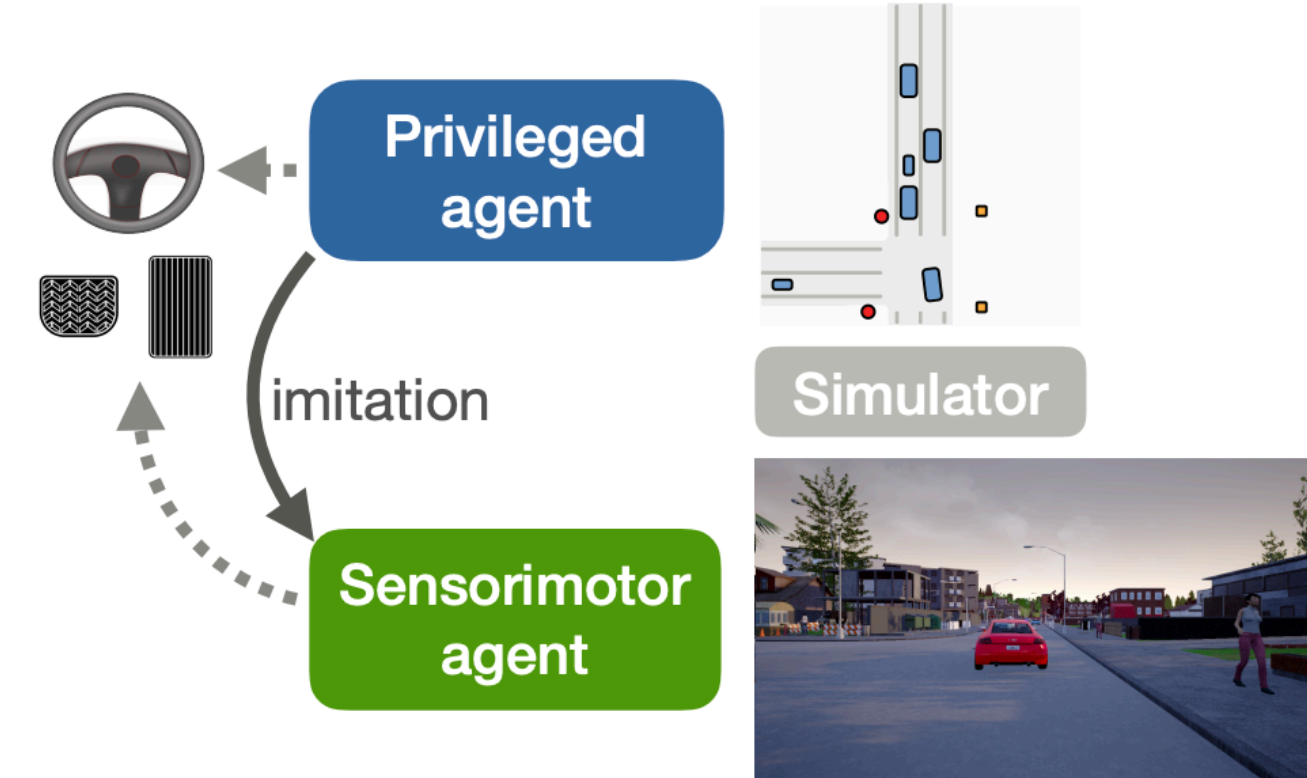 Privileged
agent
imitation
Simulator
Sensorimotor
agent